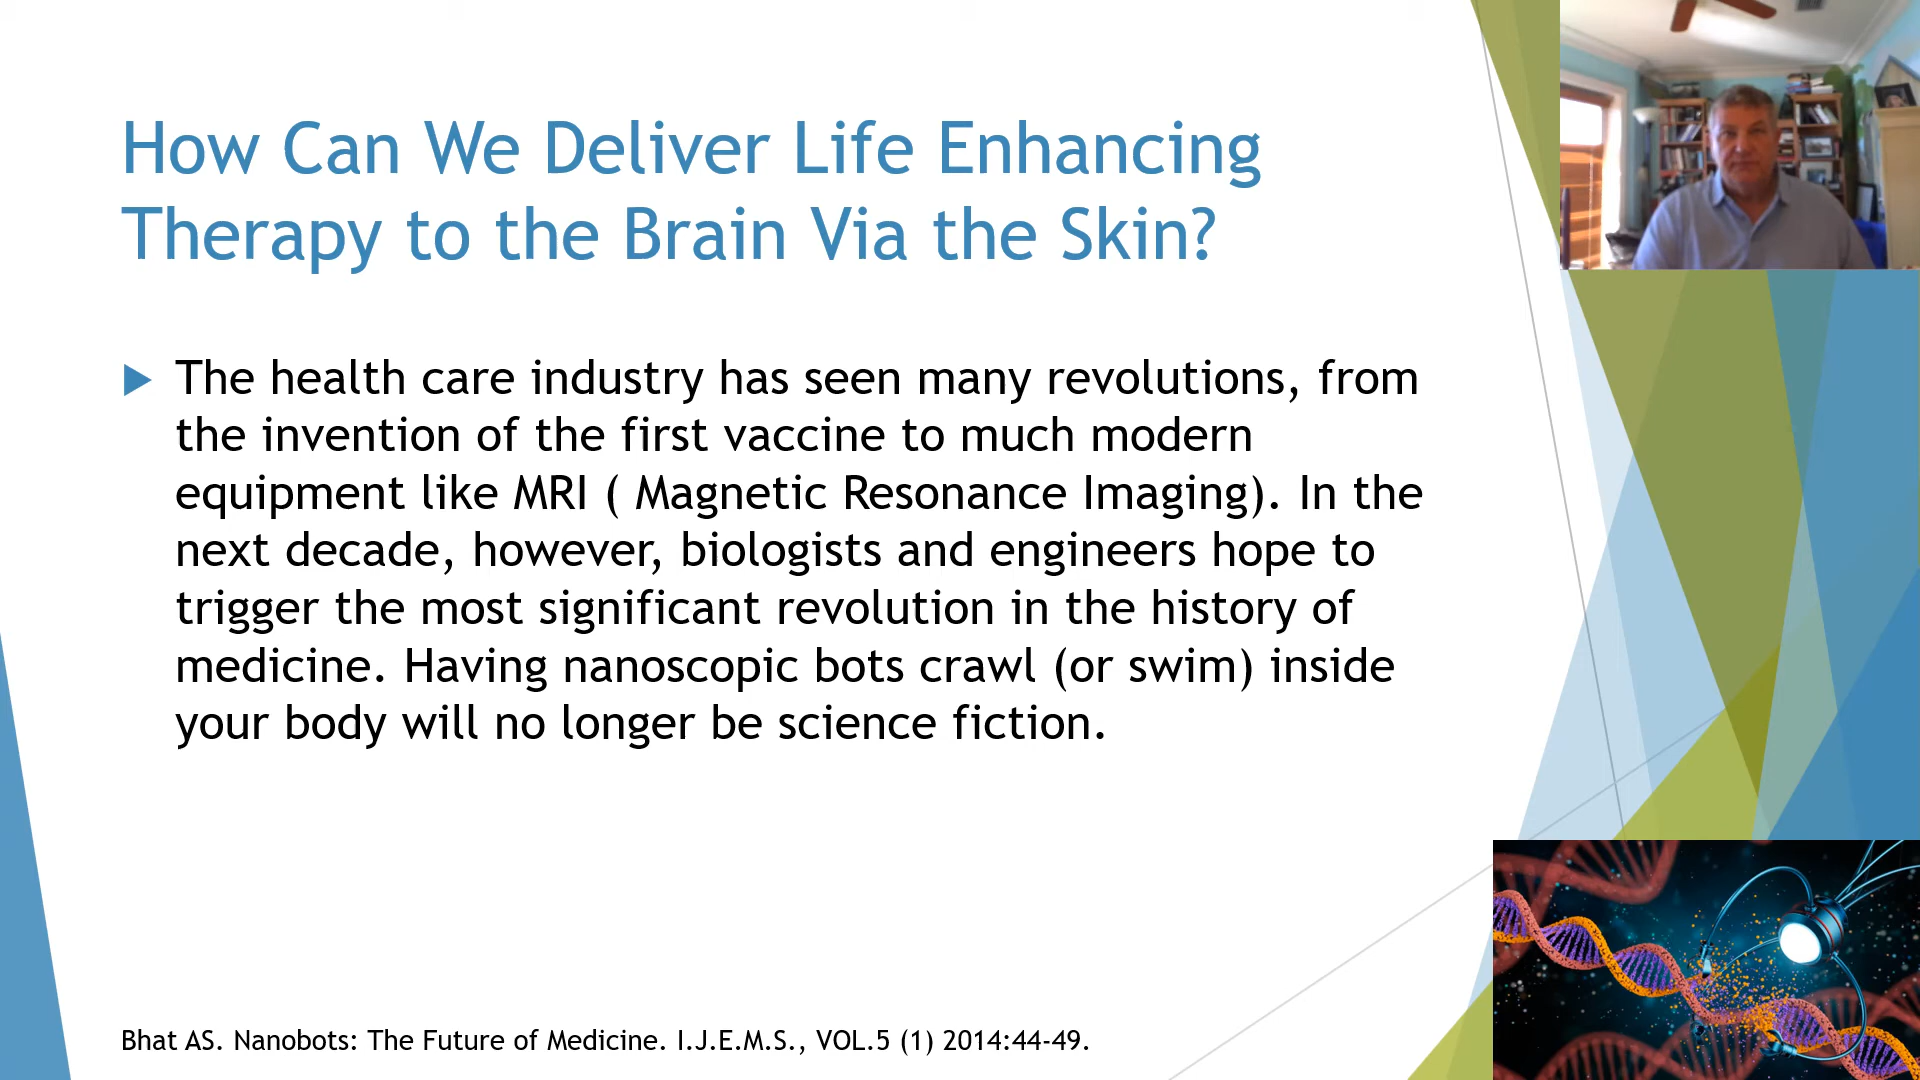 How Can We Deliver Life Enhancing
Therapy to the Brain Via the Skin?
The health care industry has seen many revolutions, from
the invention of the first vaccine to much modern
equipment like MRI ( Magnetic Resonance Imaging). In the
next decade, however, biologists and engineers hope to
trigger the most significant revolution in the history of
medicine. Having nanoscopic bots crawl (or swim) inside
your body will no longer be science fiction.
Bhat AS. Nanobots: The Future of Medicine. I.J.E.M.S., VOL.5 (1) 2014:44-49.